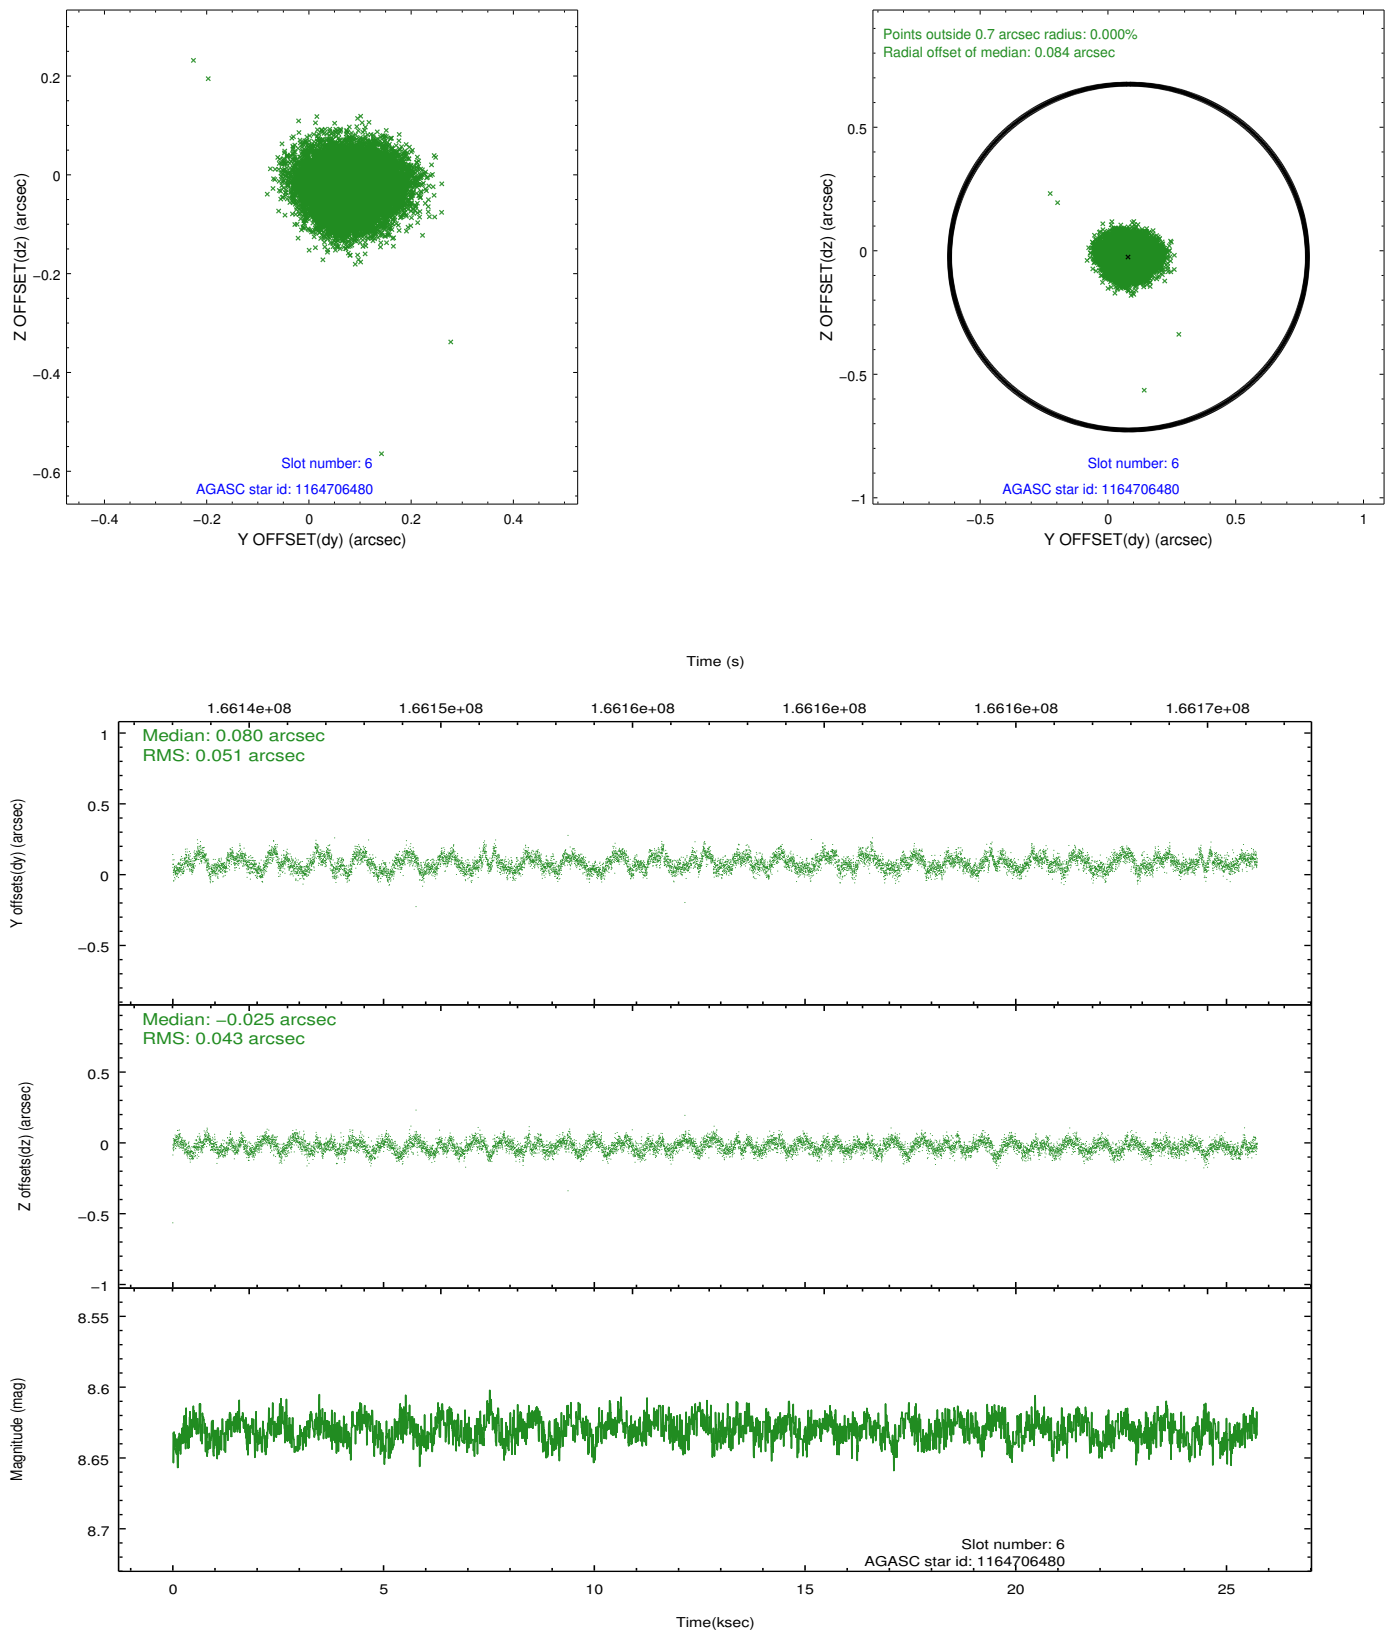 0.2
0
−0.2
−0.4
−0.6
Z OFFSET(dz) (arcsec)
Slot number: 6
AGASC star id: 1164706480
−0.4
−0.2
0
0.2
0.4
Y OFFSET(dy) (arcsec)
Points outside 0.7 arcsec radius: 0.000%
Radial offset of median: 0.084 arcsec
0.5
0
−0.5
−1
Z OFFSET(dz) (arcsec)
Slot number: 6
AGASC star id: 1164706480
−0.5
0
0.5
1
Y OFFSET(dy) (arcsec)
Time (s)
1.6614e+08
1.6615e+08
1.6616e+08
1.6616e+08
1.6616e+08
1.6617e+08
Median: 0.080 arcsec
RMS: 0.051 arcsec
1
0.5
0
−0.5
Y offsets(dy) (arcsec)
Median: −0.025 arcsec
RMS: 0.043 arcsec
0.5
0
−0.5
−1
Z offsets(dz) (arcsec)
8.55
8.6
8.65
8.7
Magnitude (mag)
Slot number: 6
AGASC star id: 1164706480
0
5
10
15
20
25
Time(ksec)